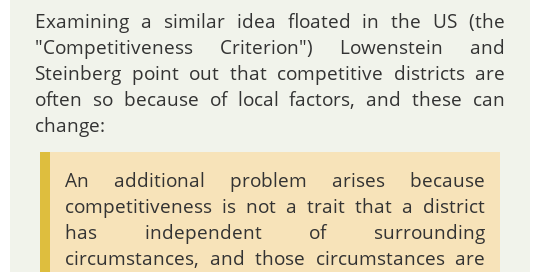 Examining a similar idea floated in the US (the
"Competitiveness Criterion") Lowenstein and
Steinberg point out that competitive districts are
often so because of local factors, and these can
change:
An additional problem arises because
competitiveness is not a trait that a district
has independent of surrounding
circumstances, and those circumstances are